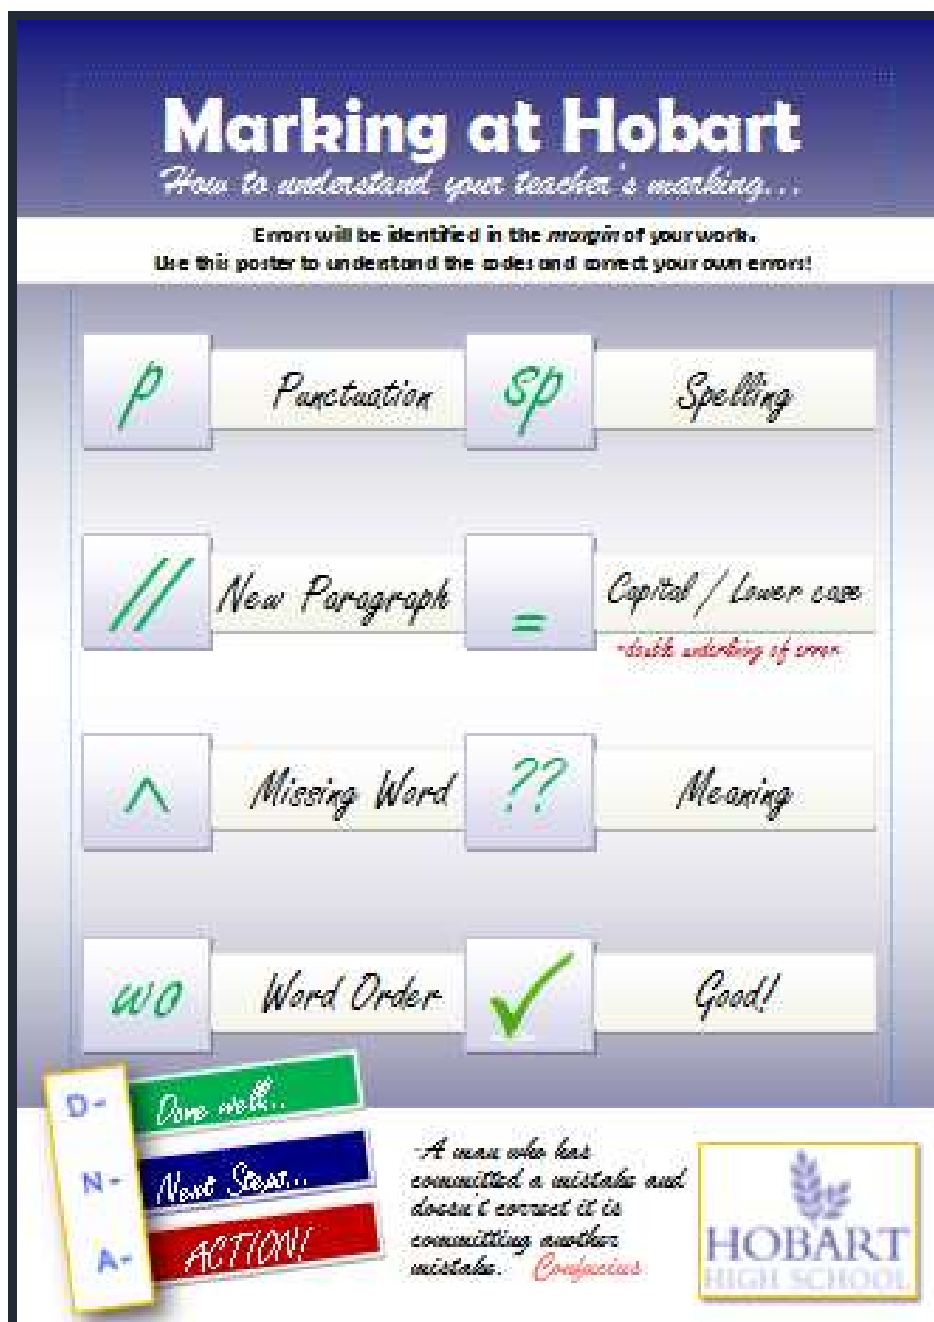 Marking at Hobart
How to understand your teacher's marking...
Errors will be identified in the margin of your work.
Use this poster to understand the codes and correct your own errors!
p Punctuation sp Spelling
// New Paragraph = Capital / Lower case
-double underlining of error
^ Missing Word ?? Meaning
wo Word Order ✓ Good!
D- Done well..
N- Next Steps...
A- ACTION!
-A man who has
committed a mistake and
doesn't correct it is
committing another
mistake. Confucius
HOBART
HIGH SCHOOL